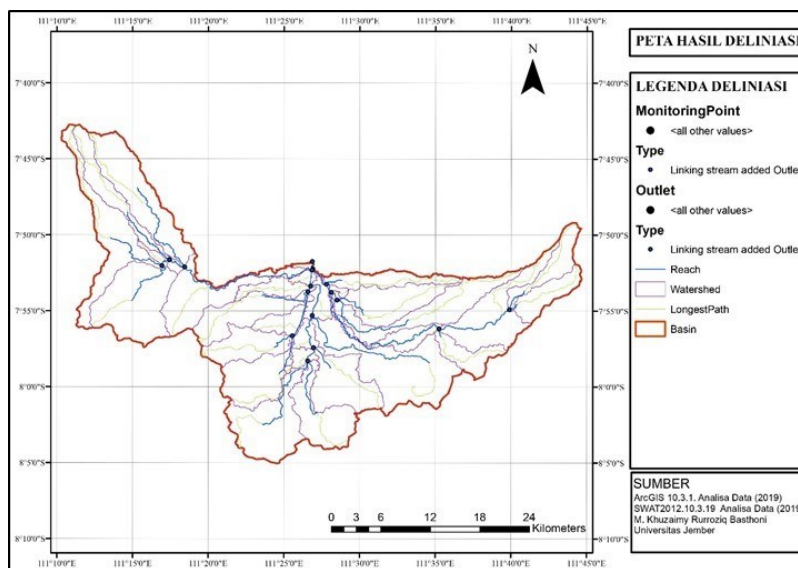 111°10'0"E 111°15'0"E 111°20'0"E 111°25'0"E 111°30'0"E 111°35'0"E 111°40'0"E 111°45'0"E
N
7°40'0"S 7°40'0"S
7°45'0"S 7°45'0"S
7°50'0"S 7°50'0"S
7°55'0"S 7°55'0"S
8°0'0"S 8°0'0"S
8°5'0"S 8°5'0"S
8°10'0"S 8°10'0"S
0 3 6 12 18 24
Kilometers
111°10'0"E 111°15'0"E 111°20'0"E 111°25'0"E 111°30'0"E 111°35'0"E 111°40'0"E 111°45'0"E
PETA HASIL DELINIASI
LEGENDA DELINIASI
MonitoringPoint
<all other values>
Type
Linking stream added Outlet
Outlet
<all other values>
Type
Linking stream added Outlet
Reach
Watershed
LongestPath
Basin
SUMBER
ArcGIS 10.3.1. Analisa Data (2019)
SWAT2012.10.3.19 Analisa Data (2019
M. Khuzaimy Rurroziq Basthoni
Universitas Jember